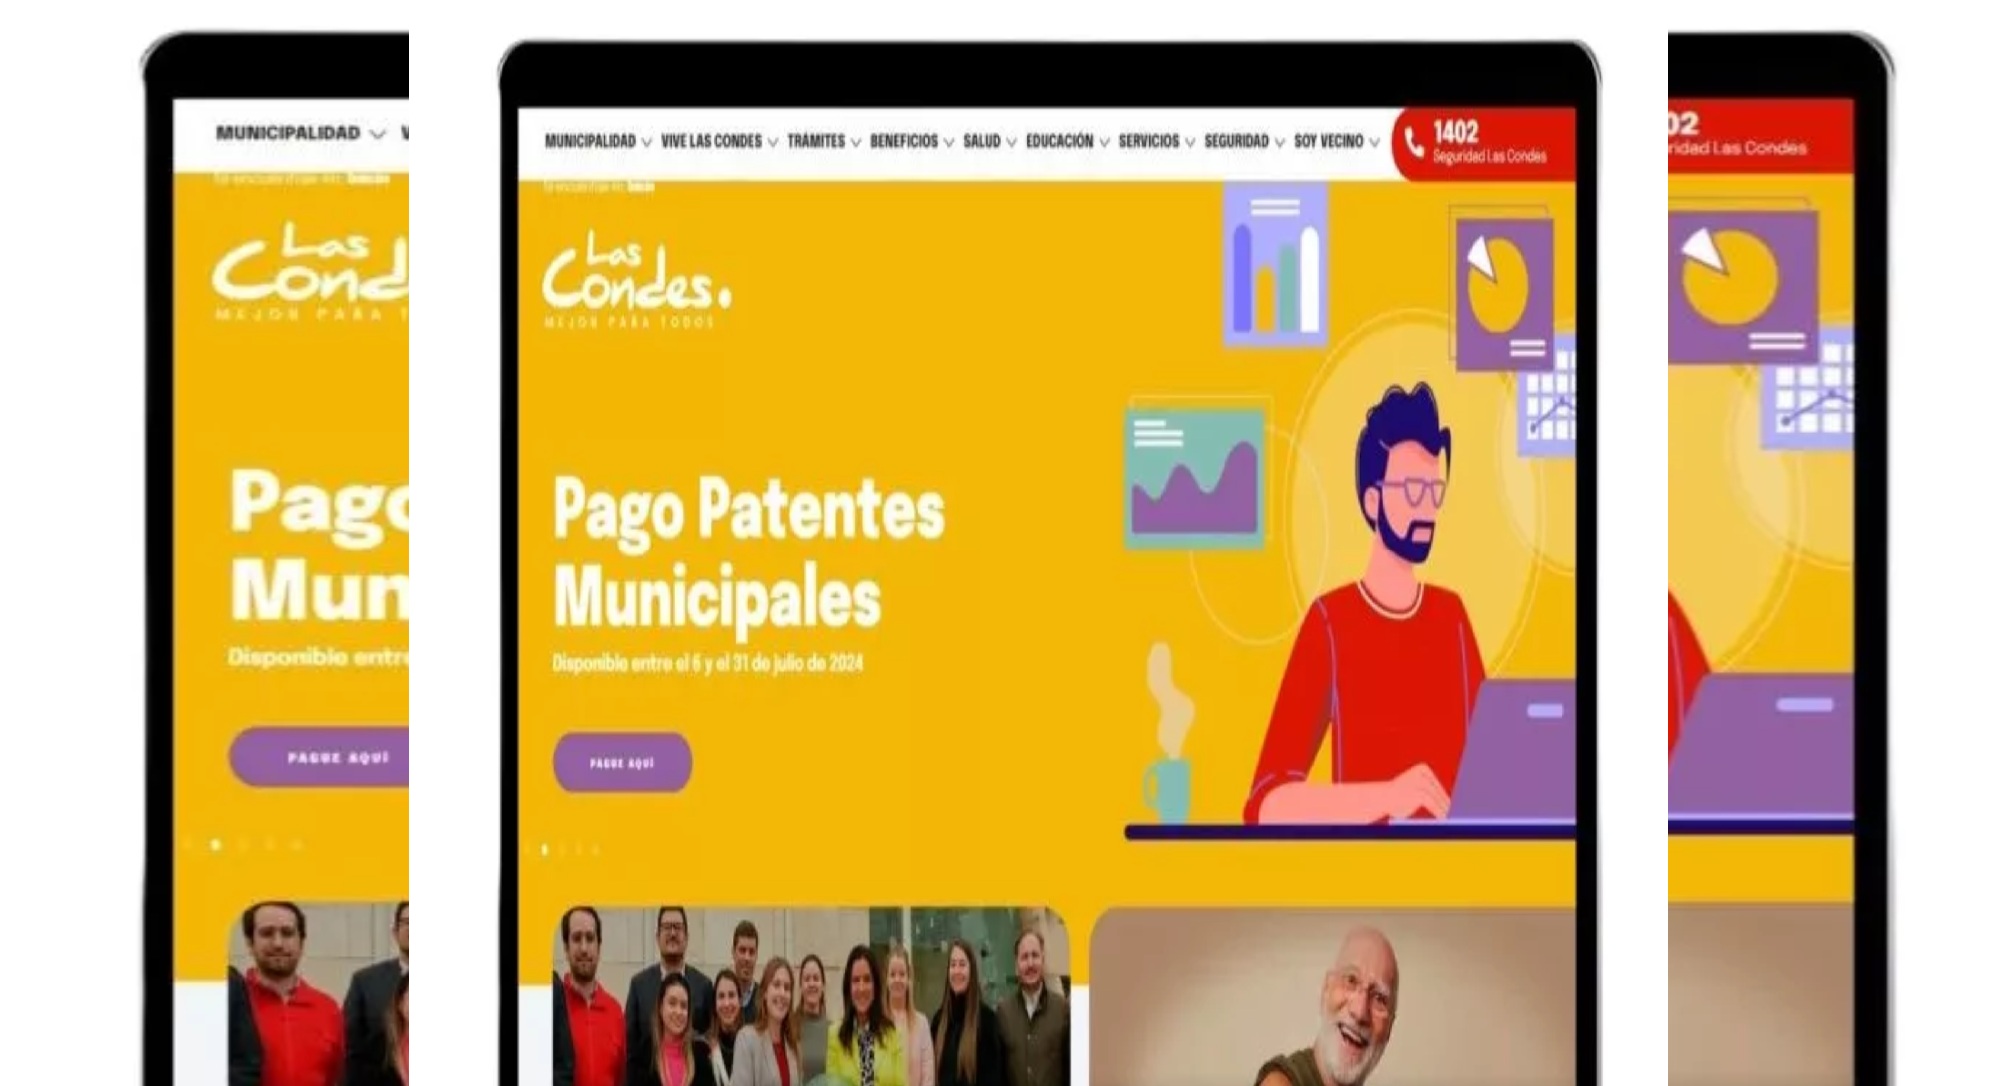 MUNICIPALIDAD
MUNICIPALIDAD VIVE LAS CONDES TRÁMITES BENEFICIOS SALUD EDUCACIÓN SERVICIOS SEGURIDAD SOY VECINO
1402
Seguridad Las Condes
02
ridad Las Condes
Las
Cond
MEJOR PARA T
Las
Condes.
MEJOR PARA TODOS
Pago
Mun
Disponible entre
PAGUE AQUÍ
Pago Patentes
Municipales
Disponible entre el 6 y el 31 de julio de 2024
PAGUE AQUÍ